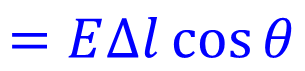 = EΔl cos θ